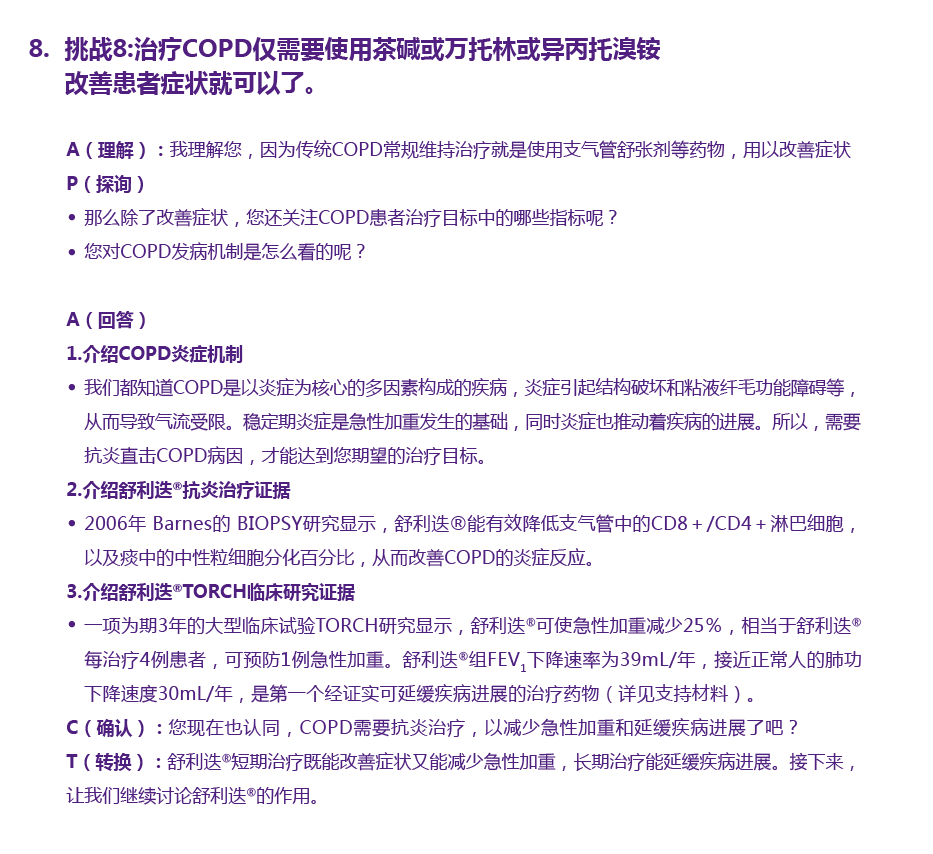 8. 挑战8:治疗COPD仅需要使用茶碱或万托林或异丙托溴铵
改善患者症状就可以了。
A（理解）：我理解您，因为传统COPD常规维持治疗就是使用支气管舒张剂等药物，用以改善症状
P（探询）
• 那么除了改善症状，您还关注COPD患者治疗目标中的哪些指标呢？
• 您对COPD发病机制是怎么看的呢？
A（回答）
1.介绍COPD炎症机制
• 我们都知道COPD是以炎症为核心的多因素构成的疾病，炎症引起结构破坏和粘液纤毛功能障碍等，
从而导致气流受限。稳定期炎症是急性加重发生的基础，同时炎症也推动着疾病的进展。所以，需要
抗炎直击COPD病因，才能达到您期望的治疗目标。
2.介绍舒利迭®抗炎治疗证据
• 2006年 Barnes的 BIOPSY研究显示，舒利迭®能有效降低支气管中的CD8＋/CD4＋淋巴细胞，
以及痰中的中性粒细胞分化百分比，从而改善COPD的炎症反应。
3.介绍舒利迭®TORCH临床研究证据
• 一项为期3年的大型临床试验TORCH研究显示，舒利迭®可使急性加重减少25%，相当于舒利迭®
每治疗4例患者，可预防1例急性加重。舒利迭®组FEV1下降速率为39mL/年，接近正常人的肺功
下降速度30mL/年，是第一个经证实可延缓疾病进展的治疗药物（详见支持材料）。
C（确认）：您现在也认同，COPD需要抗炎治疗，以减少急性加重和延缓疾病进展了吧？
T（转换）：舒利迭®短期治疗既能改善症状又能减少急性加重，长期治疗能延缓疾病进展。接下来，
让我们继续讨论舒利迭®的作用。